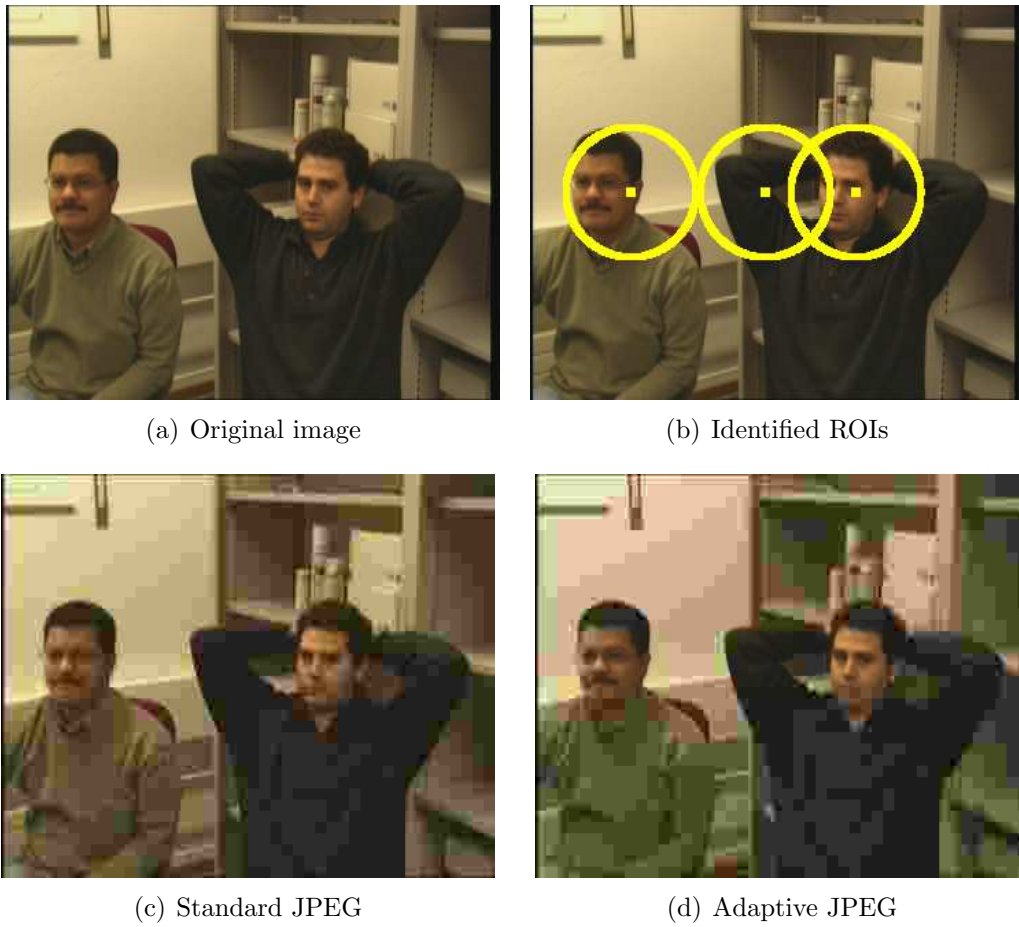 (a) Original image
(b) Identified ROIs
(c) Standard JPEG
(d) Adaptive JPEG